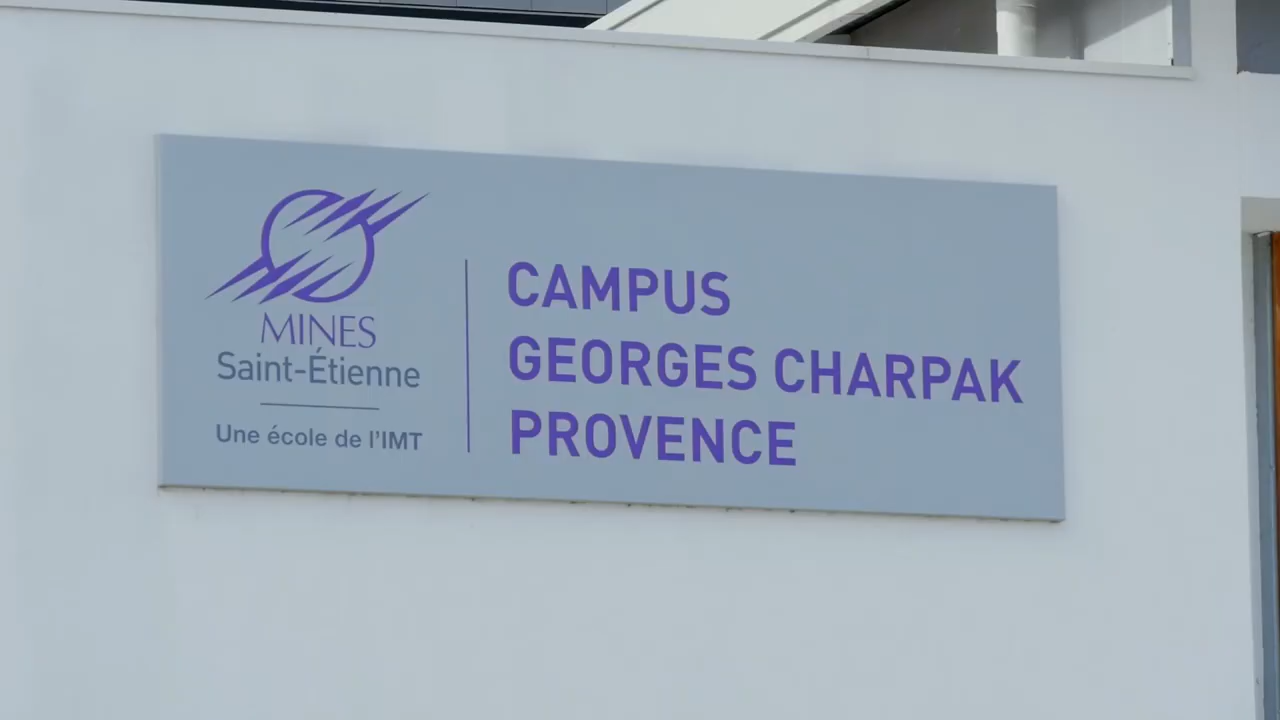 MINES
Saint-Étienne
Une école de l'IMT
CAMPUS
GEORGES CHARPAK
PROVENCE